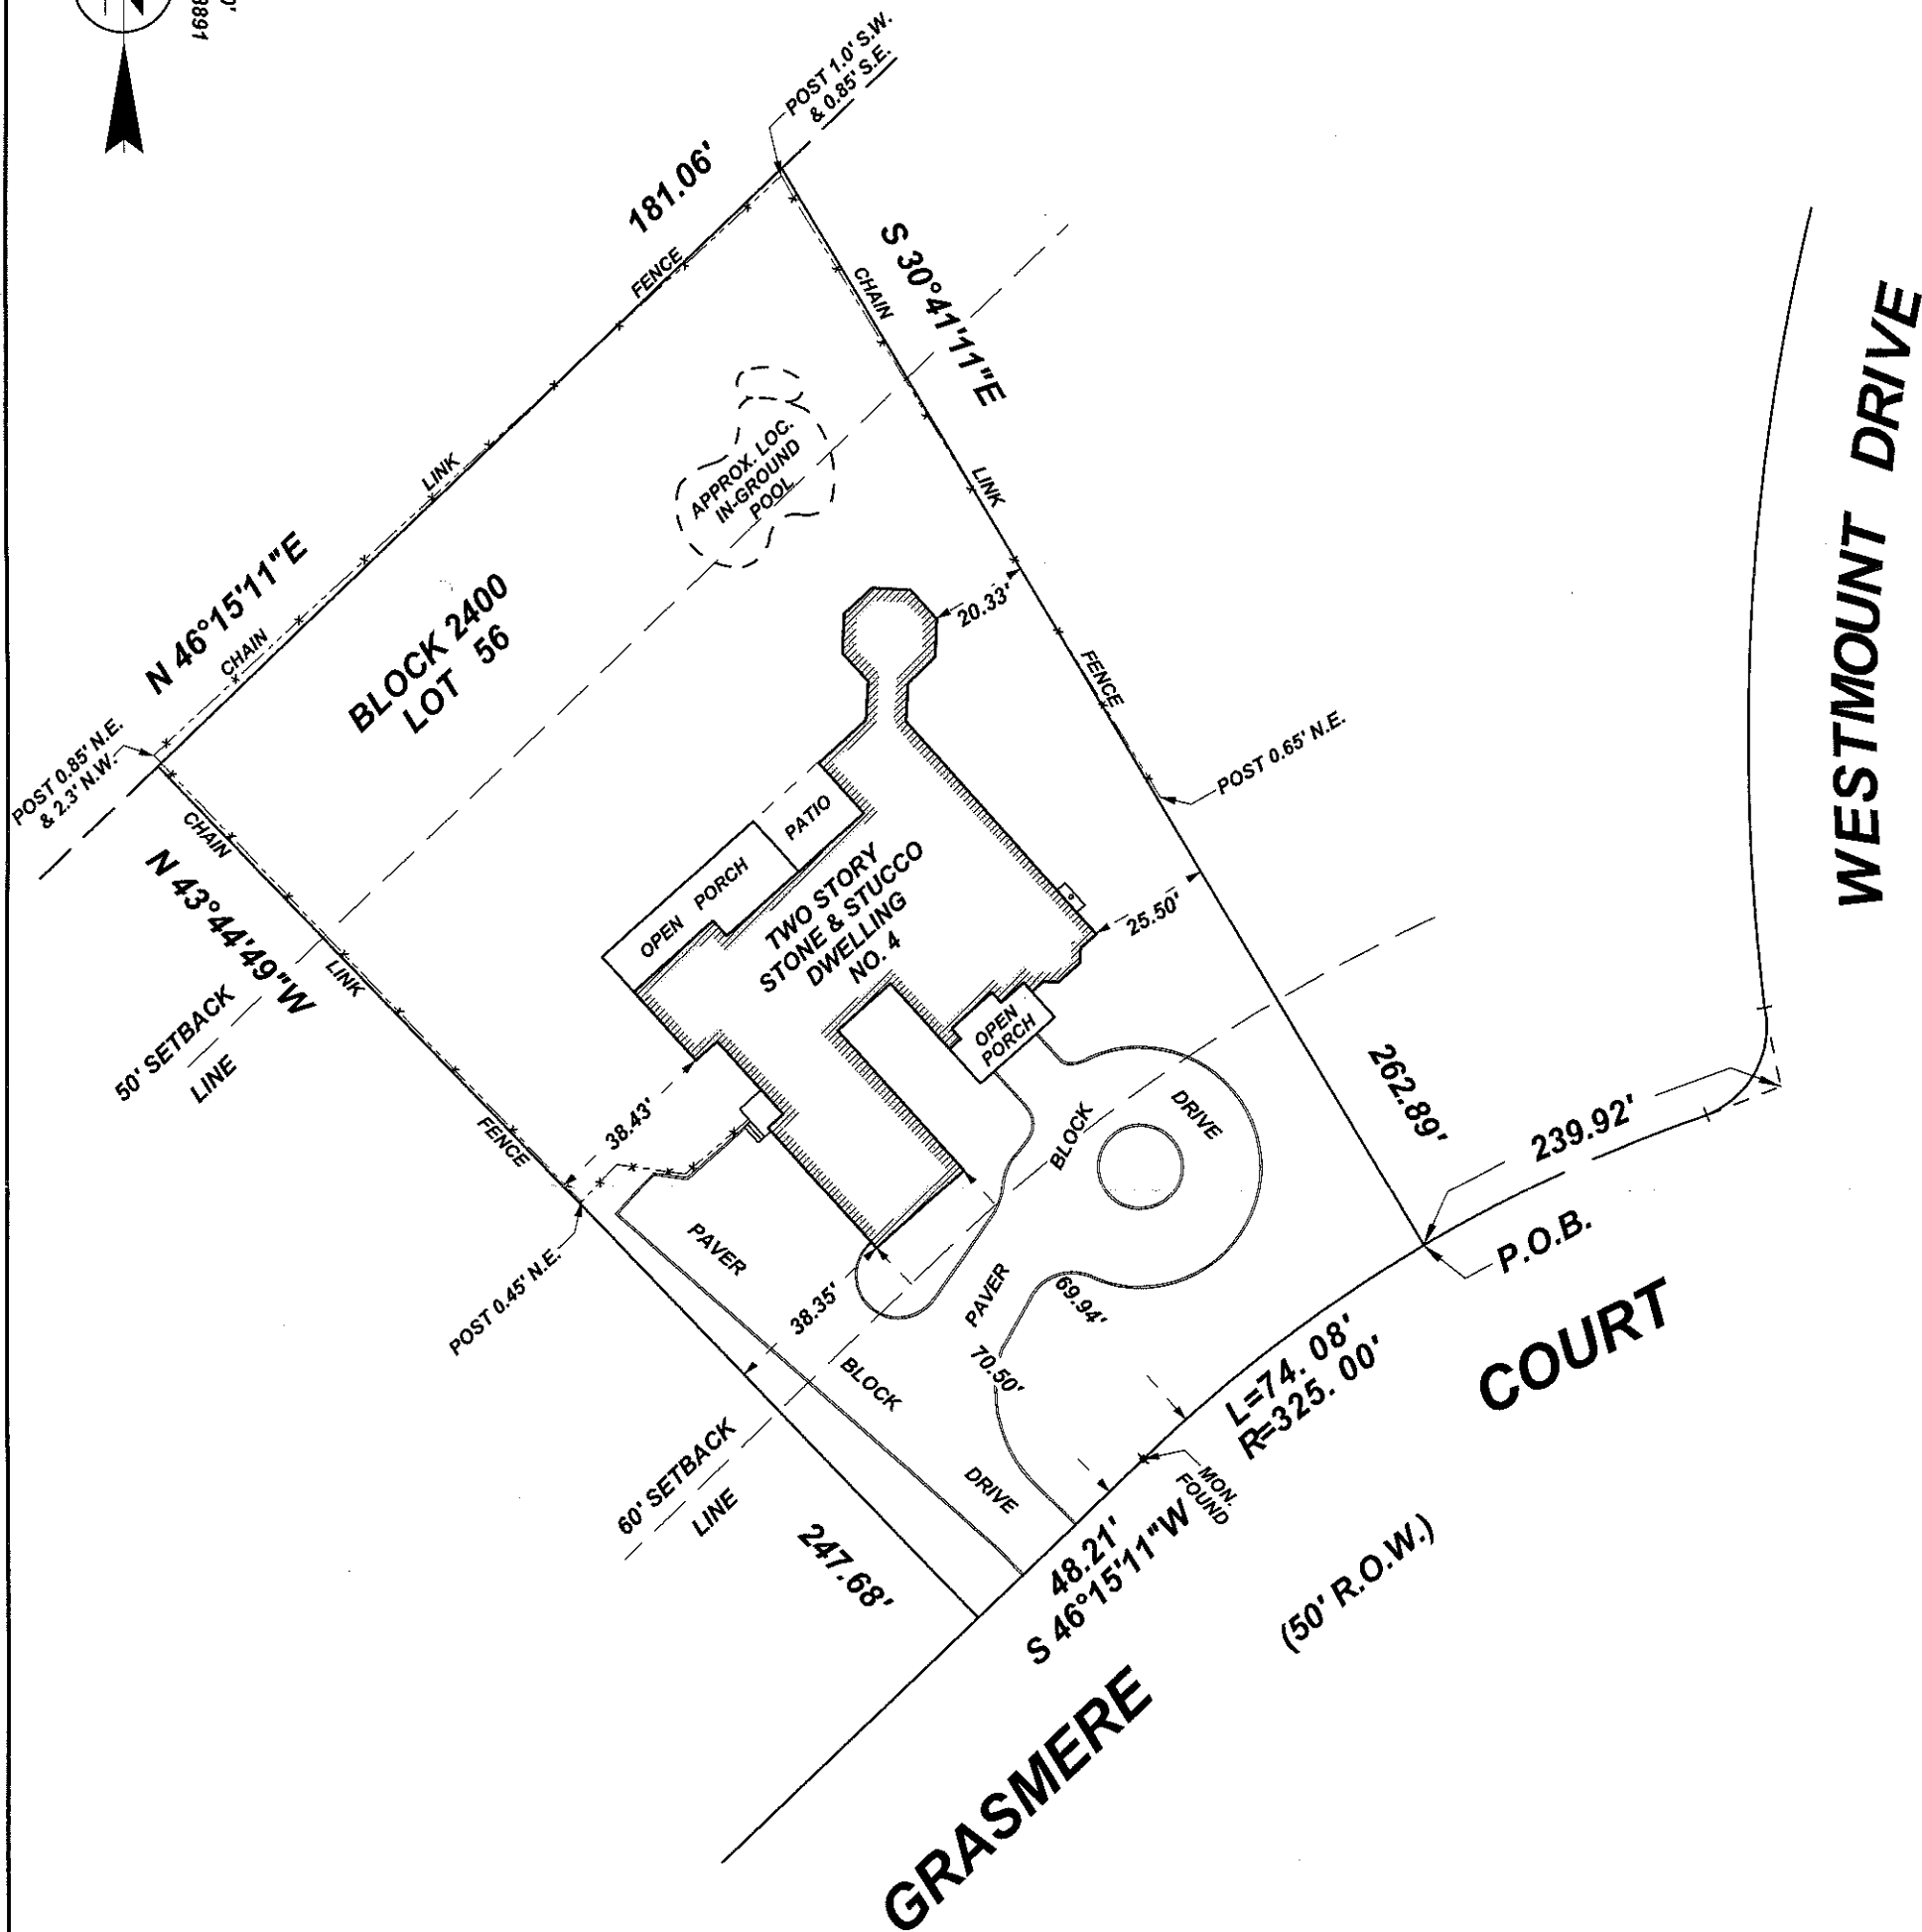 POST 1.0' S.W.
& 0.85' S.E.
181.06'
FENCE
S 30°41'11"E
CHAIN
WESTMOUNT DRIVE
LINK
APPROX. LOC.
IN-GROUND
POOL
LINK
N 46°15'11"E
CHAIN
BLOCK 2400
LOT 56
20.33'
FENCE
POST 0.85' N.E.
& 2.3' N.W.
POST 0.65' N.E.
CHAIN
N 43°44'49"W
LINK
PATIO
OPEN PORCH
TWO STORY
STONE & STUCCO
DWELLING
NO. 4
25.50'
50' SETBACK
LINE
OPEN
PORCH
262.89'
FENCE
38.43'
BLOCK
DRIVE
239.92'
P.O.B.
PAVER
POST 0.45' N.E.
38.35'
PAVER
69.94'
70.50'
BLOCK
L=74. 08'
R=325. 00'
COURT
60' SETBACK
LINE
DRIVE
MON.
FOUND
247.68'
48.21'
S 46°15'11"W
(50' R.O.W.)
GRASMERE